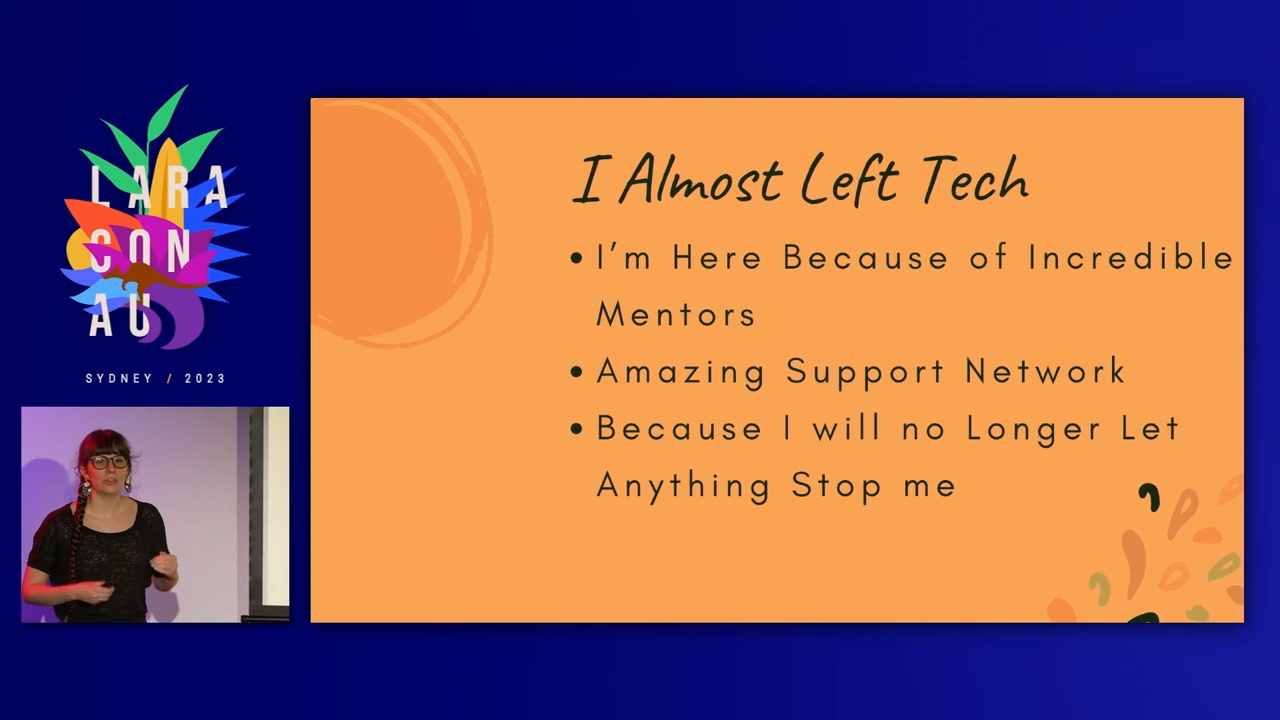 LARA
CON
AU
SYDNEY / 2023
I Almost Left Tech
• I'm Here Because of Incredible
Mentors
• Amazing Support Network
• Because I will no Longer Let
Anything Stop me